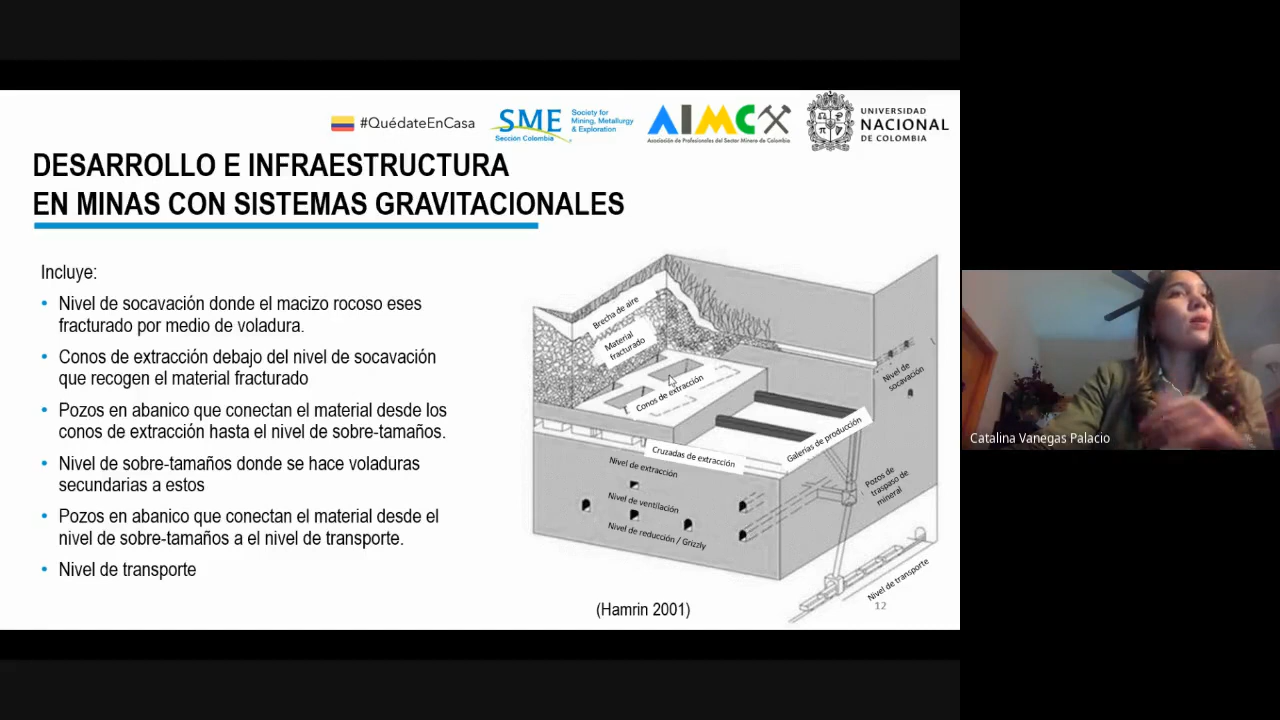 #QuédateEnCasa
SME
Sección Colombia
Society for
Mining, Metallurgy
& Exploration
AIMC
Asociación de Profesionales del Sector Minero de Colombia
UNIVERSIDAD
NACIONAL
DE COLOMBIA
DESARROLLO E INFRAESTRUCTURA
EN MINAS CON SISTEMAS GRAVITACIONALES
Incluye:
• Nivel de socavación donde el macizo rocoso eses
fracturado por medio de voladura.
• Conos de extracción debajo del nivel de socavación
que recogen el material fracturado
• Pozos en abanico que conectan el material desde los
conos de extracción hasta el nivel de sobre-tamaños.
• Nivel de sobre-tamaños donde se hace voladuras
secundarias a estos
• Pozos en abanico que conectan el material desde el
nivel de sobre-tamaños a el nivel de transporte.
• Nivel de transporte
Brecha de aire
Material
fracturado
Conos de extracción
Nivel de
socavación
Galerías de producción
Cruzadas de extracción
Nivel de extracción
Nivel de ventilación
Nivel de reducción / Grizzly
Pozos de
traspaso de
mineral
Nivel de transporte
(Hamrin 2001)
12
Catalina Vanegas Palacio